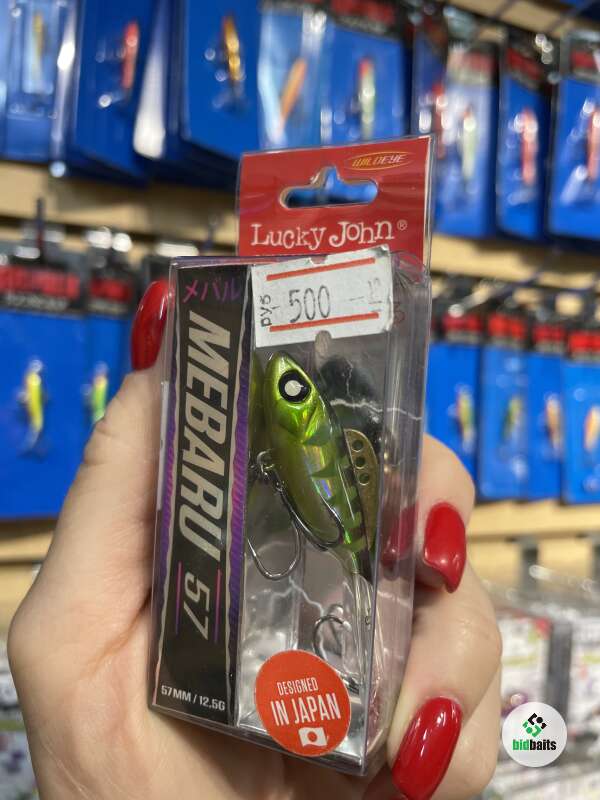 WILDEYE
LUCKY JOHN®
РУБ 500
メバル
MEBARU 57
57MM / 12.5G
DESIGNED
IN JAPAN
bidbaits